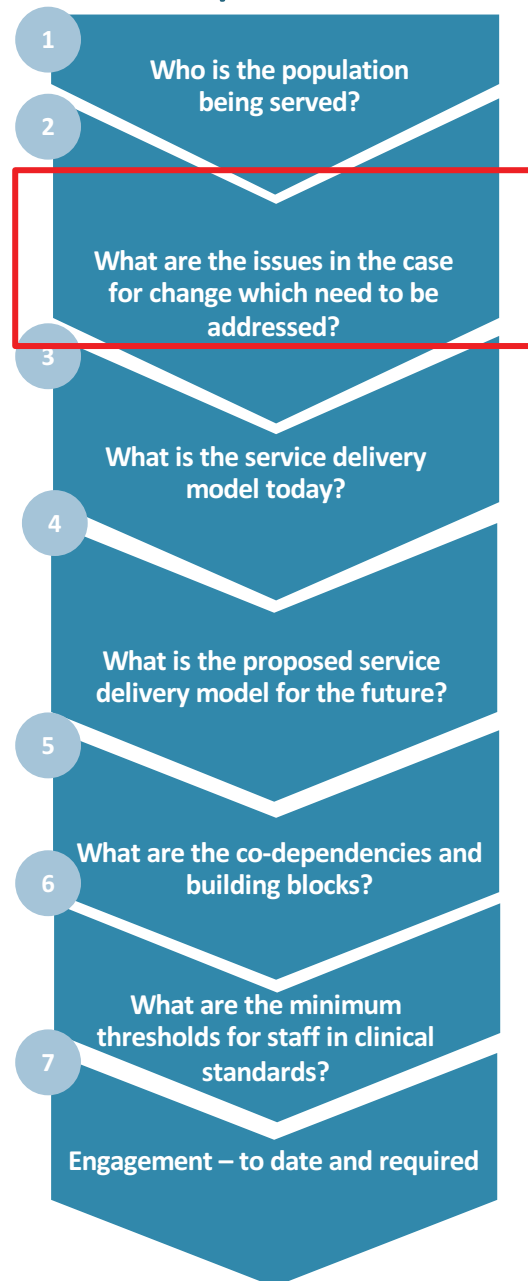 1
Who is the population
being served?
2
What are the issues in the case
for change which need to be
addressed?
3
What is the service delivery
model today?
4
What is the proposed service
delivery model for the future?
5
What are the co-dependencies and
building blocks?
6
What are the minimum
thresholds for staff in clinical
standards?
7
Engagement – to date and required